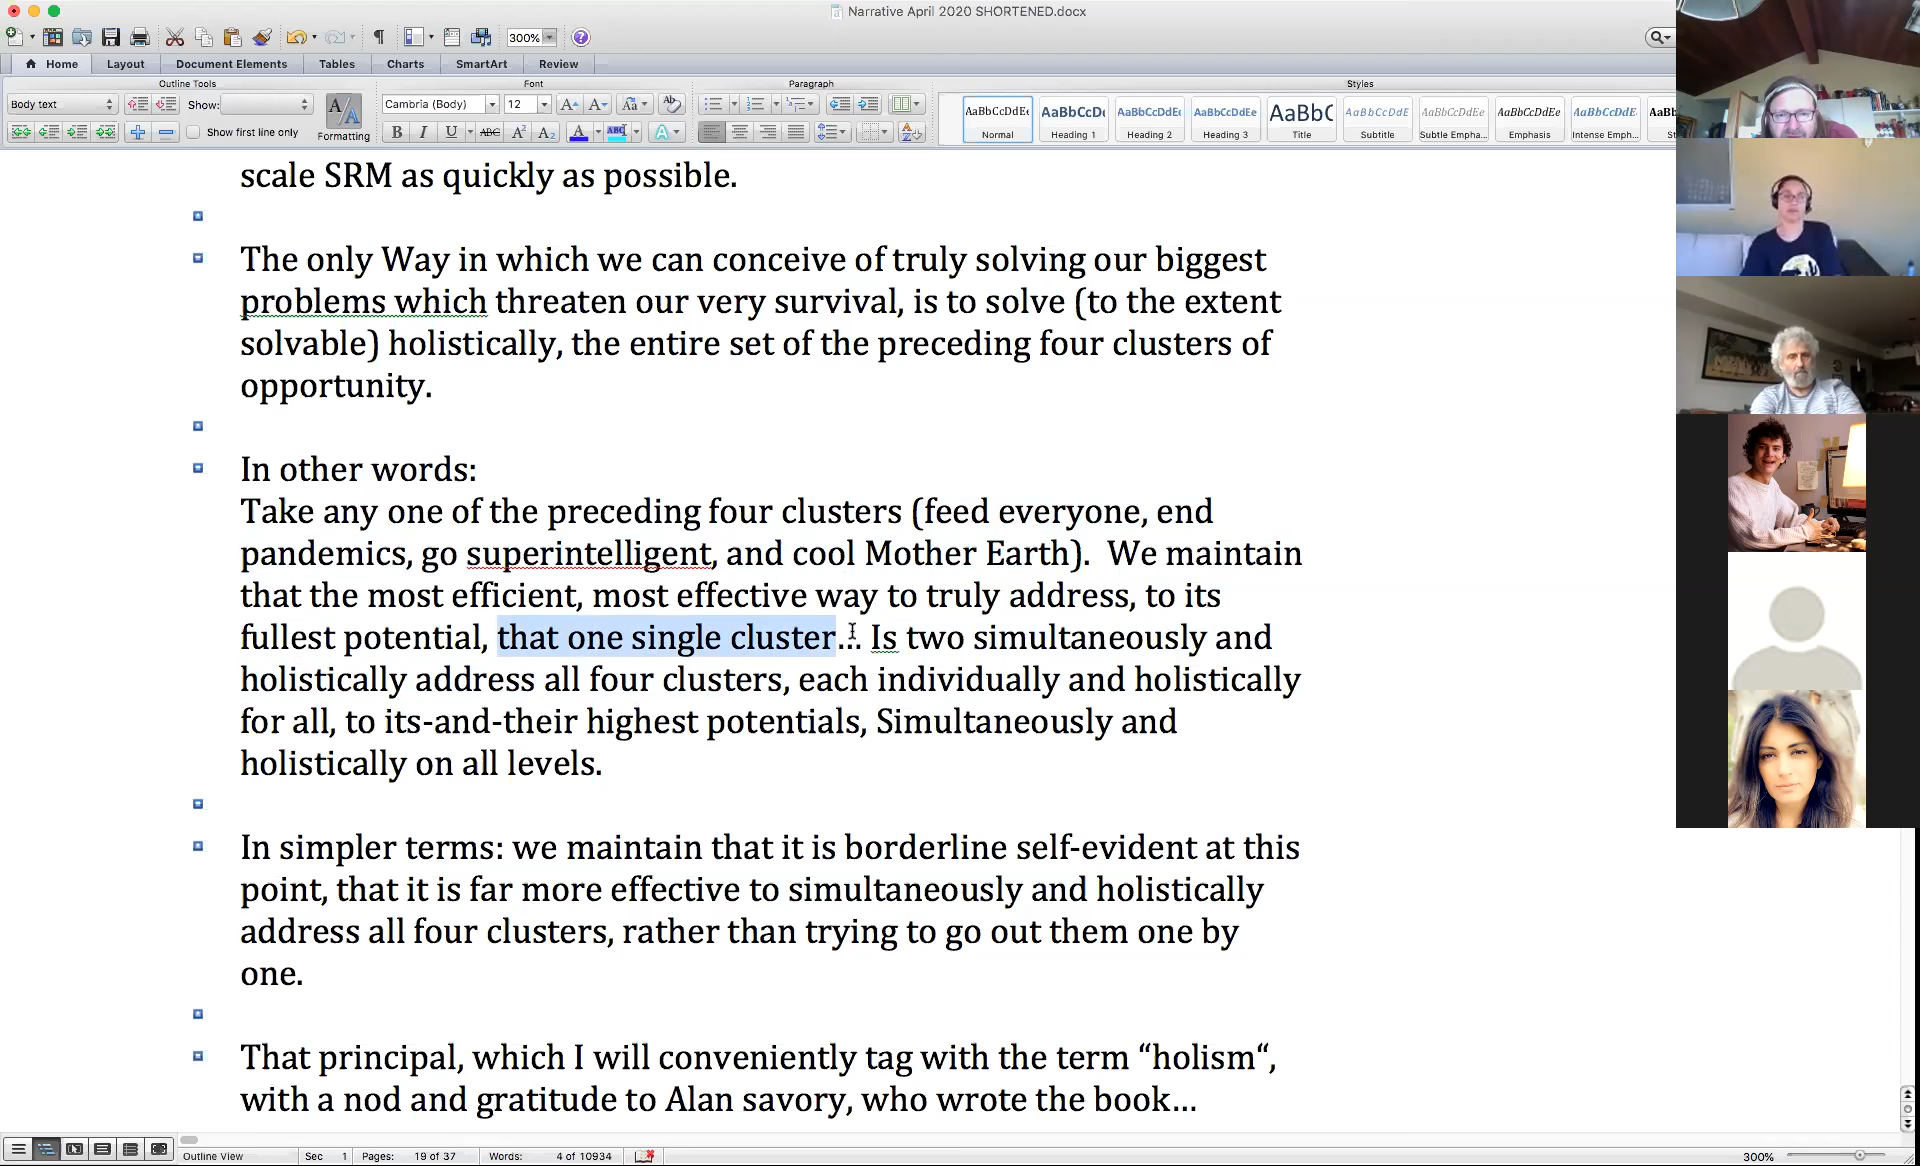 Narrative April 2020 SHORTENED.docx
300%
Home Layout Document Elements Tables Charts SmartArt Review
Outline Tools Font Paragraph Styles
Body text Show: Cambria (Body) 12
Show first line only Formatting
AaBbCcDdEe AaBbCcDc AaBbCcDdEe AaBbCcDdEe AaBbC AaBbCcDdE AaBbCcDdEe AaBbCcDdEe AaBbCcDdE
Normal Heading 1 Heading 2 Heading 3 Title Subtitle Subtle Empha... Emphasis Intense Emph...
scale SRM as quickly as possible.
The only Way in which we can conceive of truly solving our biggest
problems which threaten our very survival, is to solve (to the extent
solvable) holistically, the entire set of the preceding four clusters of
opportunity.
In other words:
Take any one of the preceding four clusters (feed everyone, end
pandemics, go superintelligent, and cool Mother Earth).  We maintain
that the most efficient, most effective way to truly address, to its
fullest potential, that one single cluster... Is two simultaneously and
holistically address all four clusters, each individually and holistically
for all, to its-and-their highest potentials, Simultaneously and
holistically on all levels.
In simpler terms: we maintain that it is borderline self-evident at this
point, that it is far more effective to simultaneously and holistically
address all four clusters, rather than trying to go out them one by
one.
That principal, which I will conveniently tag with the term “holism“,
with a nod and gratitude to Alan savory, who wrote the book...
Outline View Sec 1 Pages: 19 of 37 Words: 4 of 10934 300%